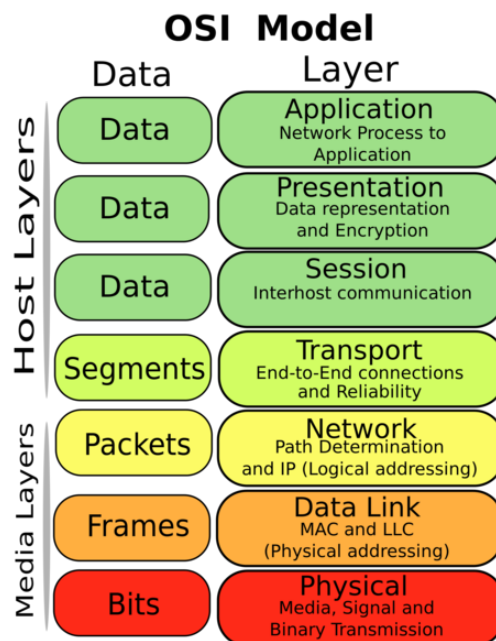 OSI Model
Data
Layer
Host Layers
Data
Application
Network Process to
Application
Data
Presentation
Data representation
and Encryption
Data
Session
Interhost communication
Segments
Transport
End-to-End connections
and Reliability
Media Layers
Packets
Network
Path Determination
and IP (Logical addressing)
Frames
Data Link
MAC and LLC
(Physical addressing)
Bits
Physical
Media, Signal and
Binary Transmission